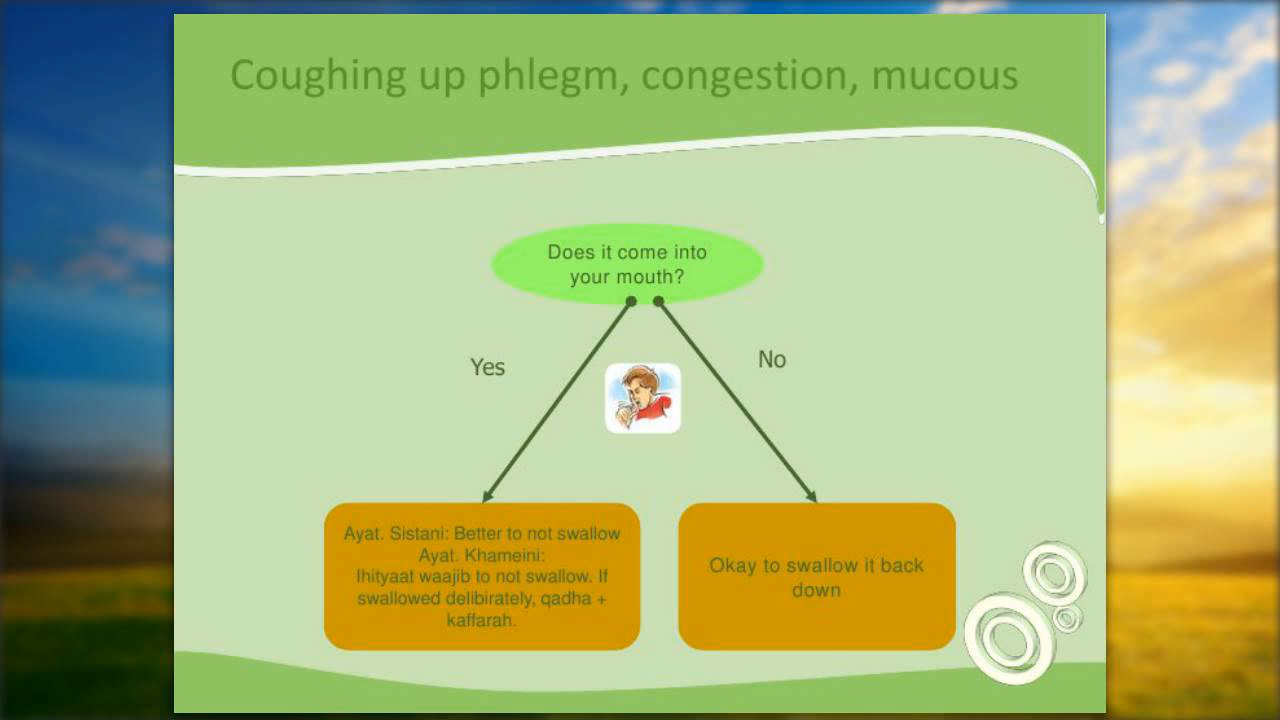 Coughing up phlegm, congestion, mucous
Does it come into
your mouth?
Yes
No
Ayat. Sistani: Better to not swallow
Ayat. Khameini:
Ihityaat waajib to not swallow. If
swallowed delibirately, qadha +
kaffarah.
Okay to swallow it back
down